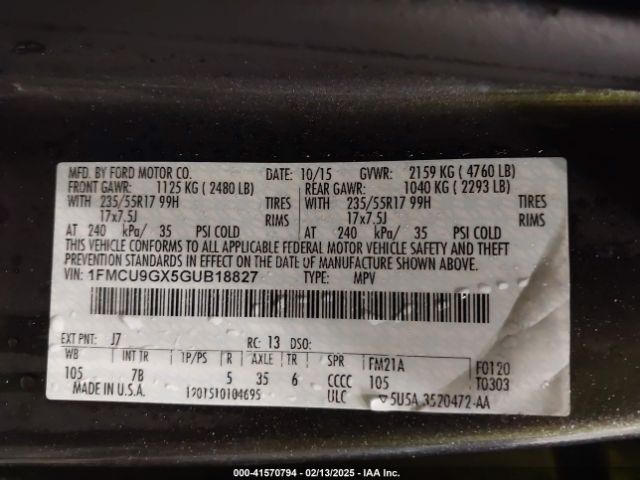 MFD. BY FORD MOTOR CO. DATE: 10/15 GVWR: 2159 KG ( 4760 LB)
FRONT GAWR: 1125 KG ( 2480 LB) REAR GAWR: 1040 KG ( 2293 LB)
WITH 235/55R17 99H TIRES WITH 235/55R17 99H TIRES
17x7.5J RIMS 17x7.5J RIMS
AT 240 kPa/ 35 PSI COLD AT 240 kPa/ 35 PSI COLD
THIS VEHICLE CONFORMS TO ALL APPLICABLE FEDERAL MOTOR VEHICLE SAFETY AND THEFT
PREVENTION STANDARDS IN EFFECT ON THE DATE OF MANUFACTURE SHOWN ABOVE.
VIN: 1FMCU9GX5GUB18827 TYPE: MPV
EXT PNT: J7 RC: 13 DSO:
WB INT TR TP/PS R AXLE TR SPR FM21A F0120
105 7B 5 35 6 CCCC 105 T0303
MADE IN U.S.A. ULC 5U5A 3520472-AA
000-41570794 - 02/13/2025 - IAA Inc.